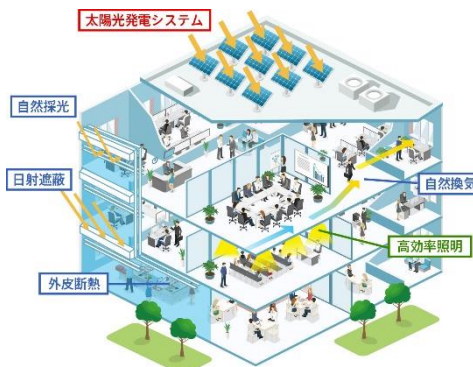 太陽光発電システム
自然採光
日射遮蔽
自然換気
高効率照明
外皮断熱